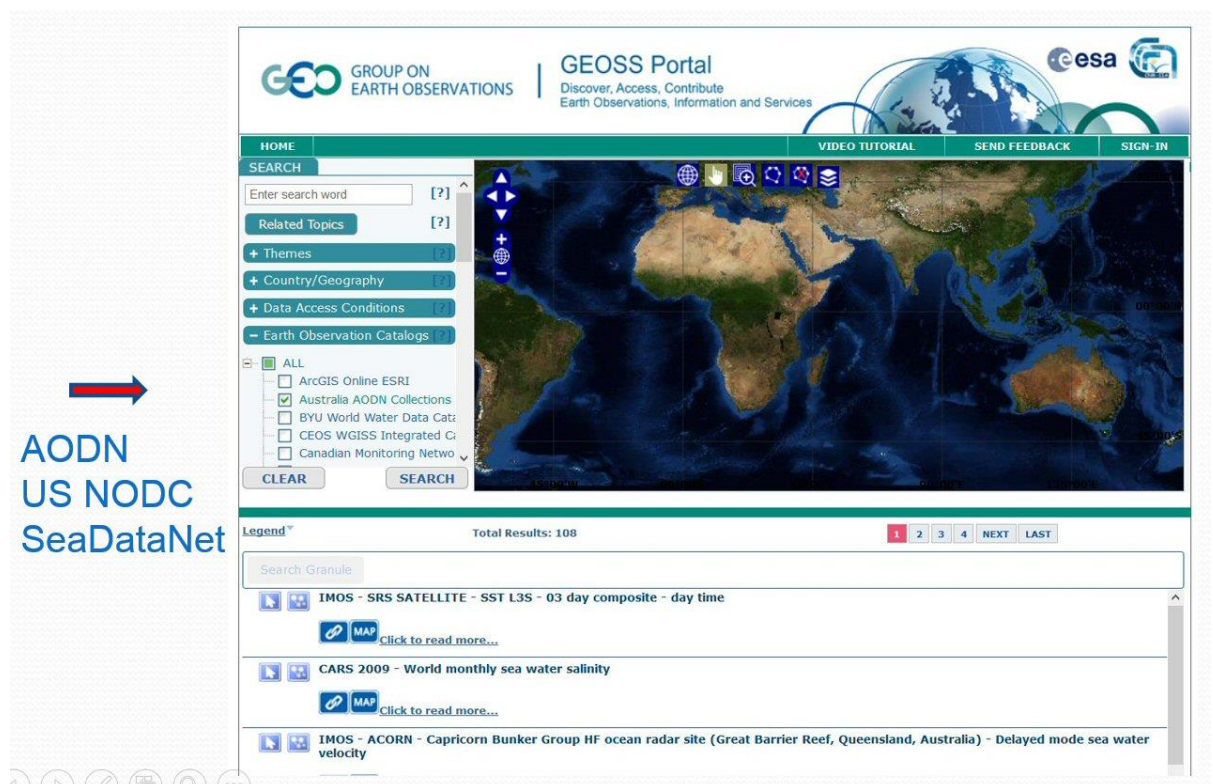 GEO GROUP ON
EARTH OBSERVATIONS
GEOSS Portal
Discover, Access, Contribute
Earth Observations, Information and Services
esa
HOME
VIDEO TUTORIAL
SEND FEEDBACK
SIGN-IN
SEARCH
Enter search word
[?]
Related Topics
[?]
+ Themes [?]
+ Country/Geography [?]
+ Data Access Conditions [?]
− Earth Observation Catalogs [?]
ALL
ArcGIS Online ESRI
Australia AODN Collections
BYU World Water Data Cata
CEOS WGISS Integrated Ca
Canadian Monitoring Netwo
CLEAR
SEARCH
AODN
US NODC
SeaDataNet
Legend
Total Results: 108
1 2 3 4 NEXT LAST
Search Granule
IMOS - SRS SATELLITE - SST L3S - 03 day composite - day time
MAP
Click to read more...
CARS 2009 - World monthly sea water salinity
MAP
Click to read more...
IMOS - ACORN - Capricorn Bunker Group HF ocean radar site (Great Barrier Reef, Queensland, Australia) - Delayed mode sea water
velocity